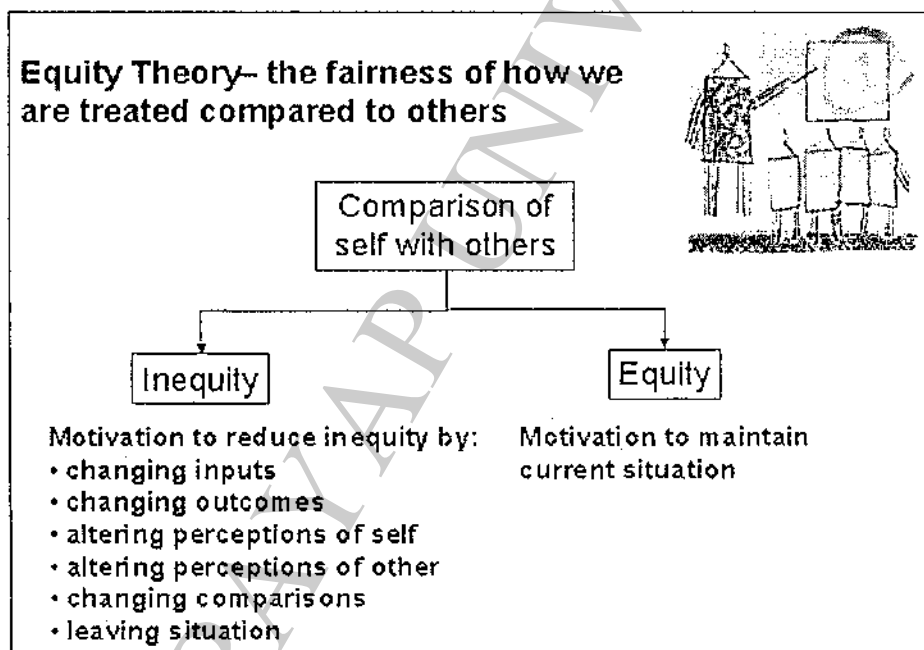 Equity Theory– the fairness of how we
are treated compared to others
Comparison of
self with others
Inequity
Equity
Motivation to reduce inequity by:
• changing inputs
• changing outcomes
• altering perceptions of self
• altering perceptions of other
• changing comparisons
• leaving situation
Motivation to maintain
current situation
PAYAP UNIV